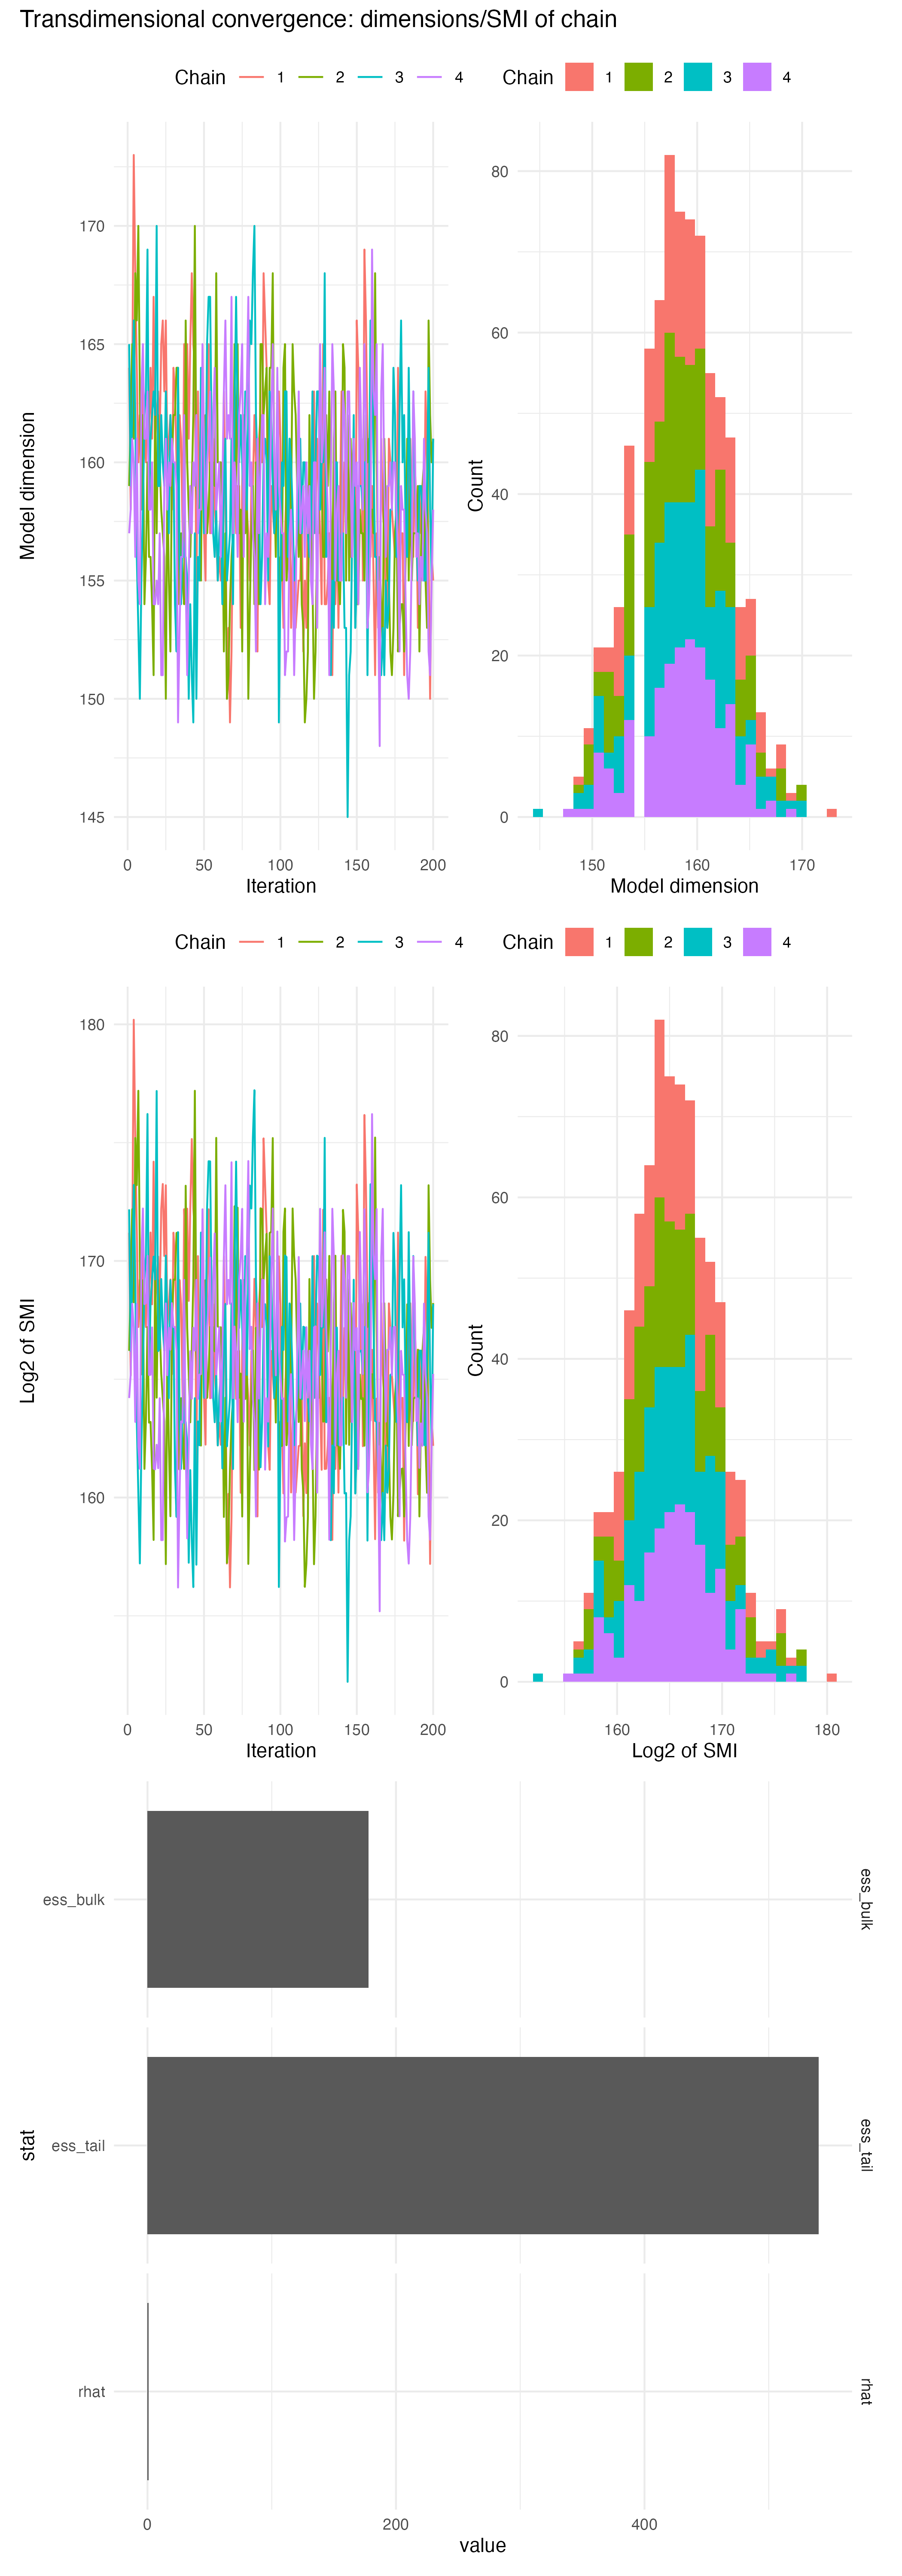 Transdimensional convergence: dimensions/SMI of chain
Chain 1 2 3 4 Chain 1 2 3 4
170
165
160
155
150
145
Model dimension
0 50 100 150 200
Iteration
80
60
40
20
0
Count
150 160 170
Model dimension
Chain 1 2 3 4 Chain 1 2 3 4
180
170
160
Log2 of SMI
0 50 100 150 200
Iteration
80
60
40
20
0
Count
160 170 180
Log2 of SMI
ess_bulk ess_bulk
stat ess_tail ess_tail
rhat rhat
0 200 400
value